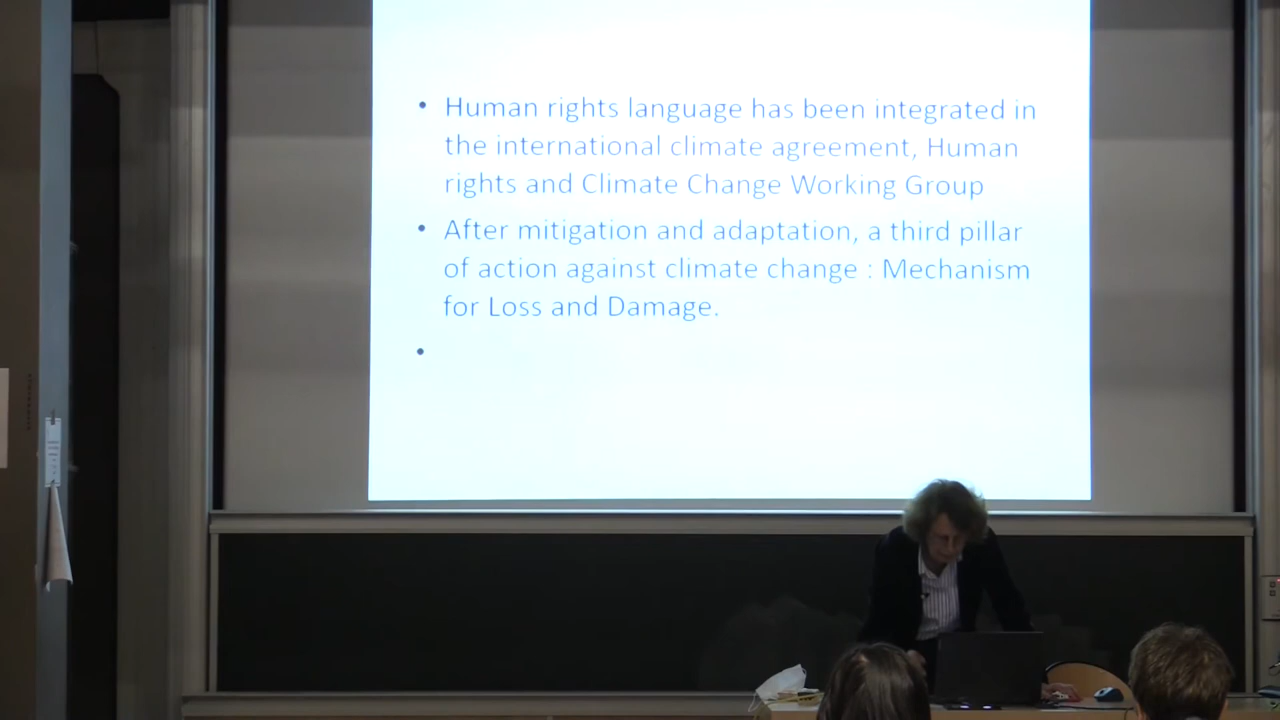 • Human rights language has been integrated in
the international climate agreement, Human
rights and Climate Change Working Group
• After mitigation and adaptation, a third pillar
of action against climate change : Mechanism
for Loss and Damage.
•